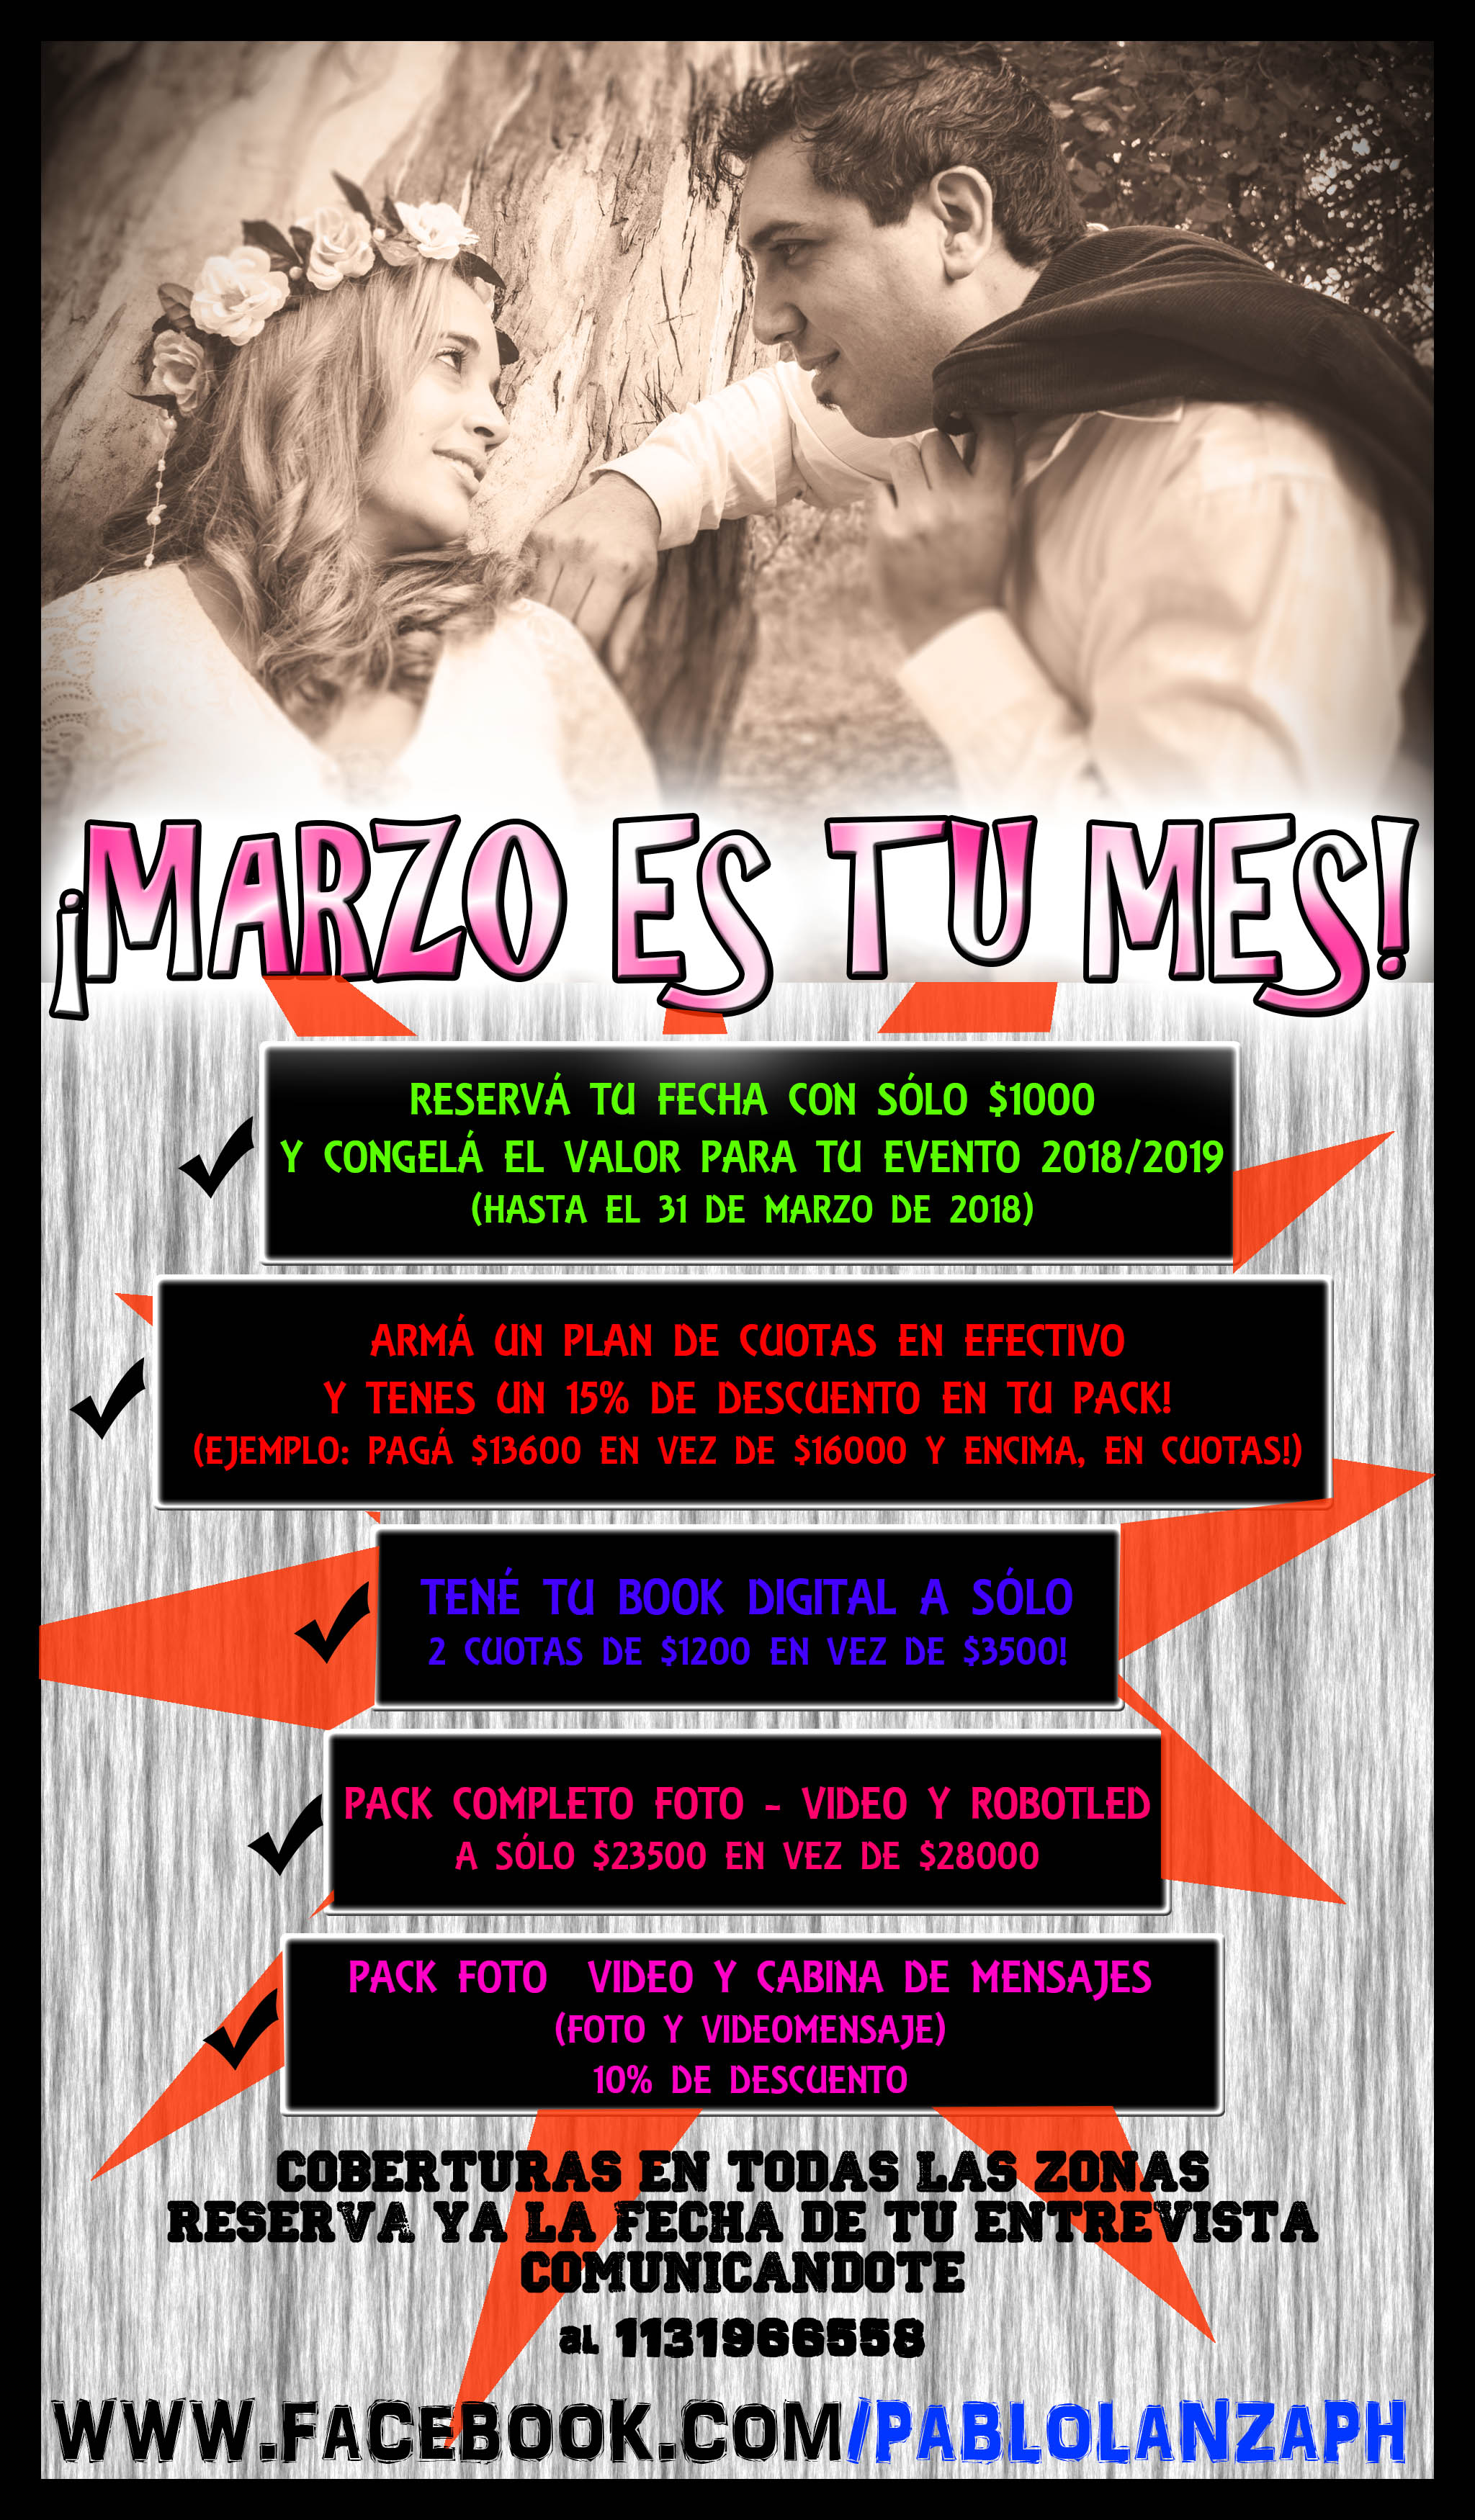 ¡MARZO ES TU MES!
RESERVÁ TU FECHA CON SÓLO $1000
Y CONGELÁ EL VALOR PARA TU EVENTO 2018/2019
(HASTA EL 31 DE MARZO DE 2018)
ARMÁ UN PLAN DE CUOTAS EN EFECTIVO
Y TENES UN 15% DE DESCUENTO EN TU PACK!
(EJEMPLO: PAGÁ $13600 EN VEZ DE $16000 Y ENCIMA, EN CUOTAS!)
TENÉ TU BOOK DIGITAL A SÓLO
2 CUOTAS DE $1200 EN VEZ DE $3500!
PACK COMPLETO FOTO - VIDEO Y ROBOTLED
A SÓLO $23500 EN VEZ DE $28000
PACK FOTO VIDEO Y CABINA DE MENSAJES
(FOTO Y VIDEOMENSAJE)
10% DE DESCUENTO
COBERTURAS EN TODAS LAS ZONAS
RESERVA YA LA FECHA DE TU ENTREVISTA
COMUNICANDOTE
aL 1131966558
WWW.FACEBOOK.COM/PABLOLANZAPH